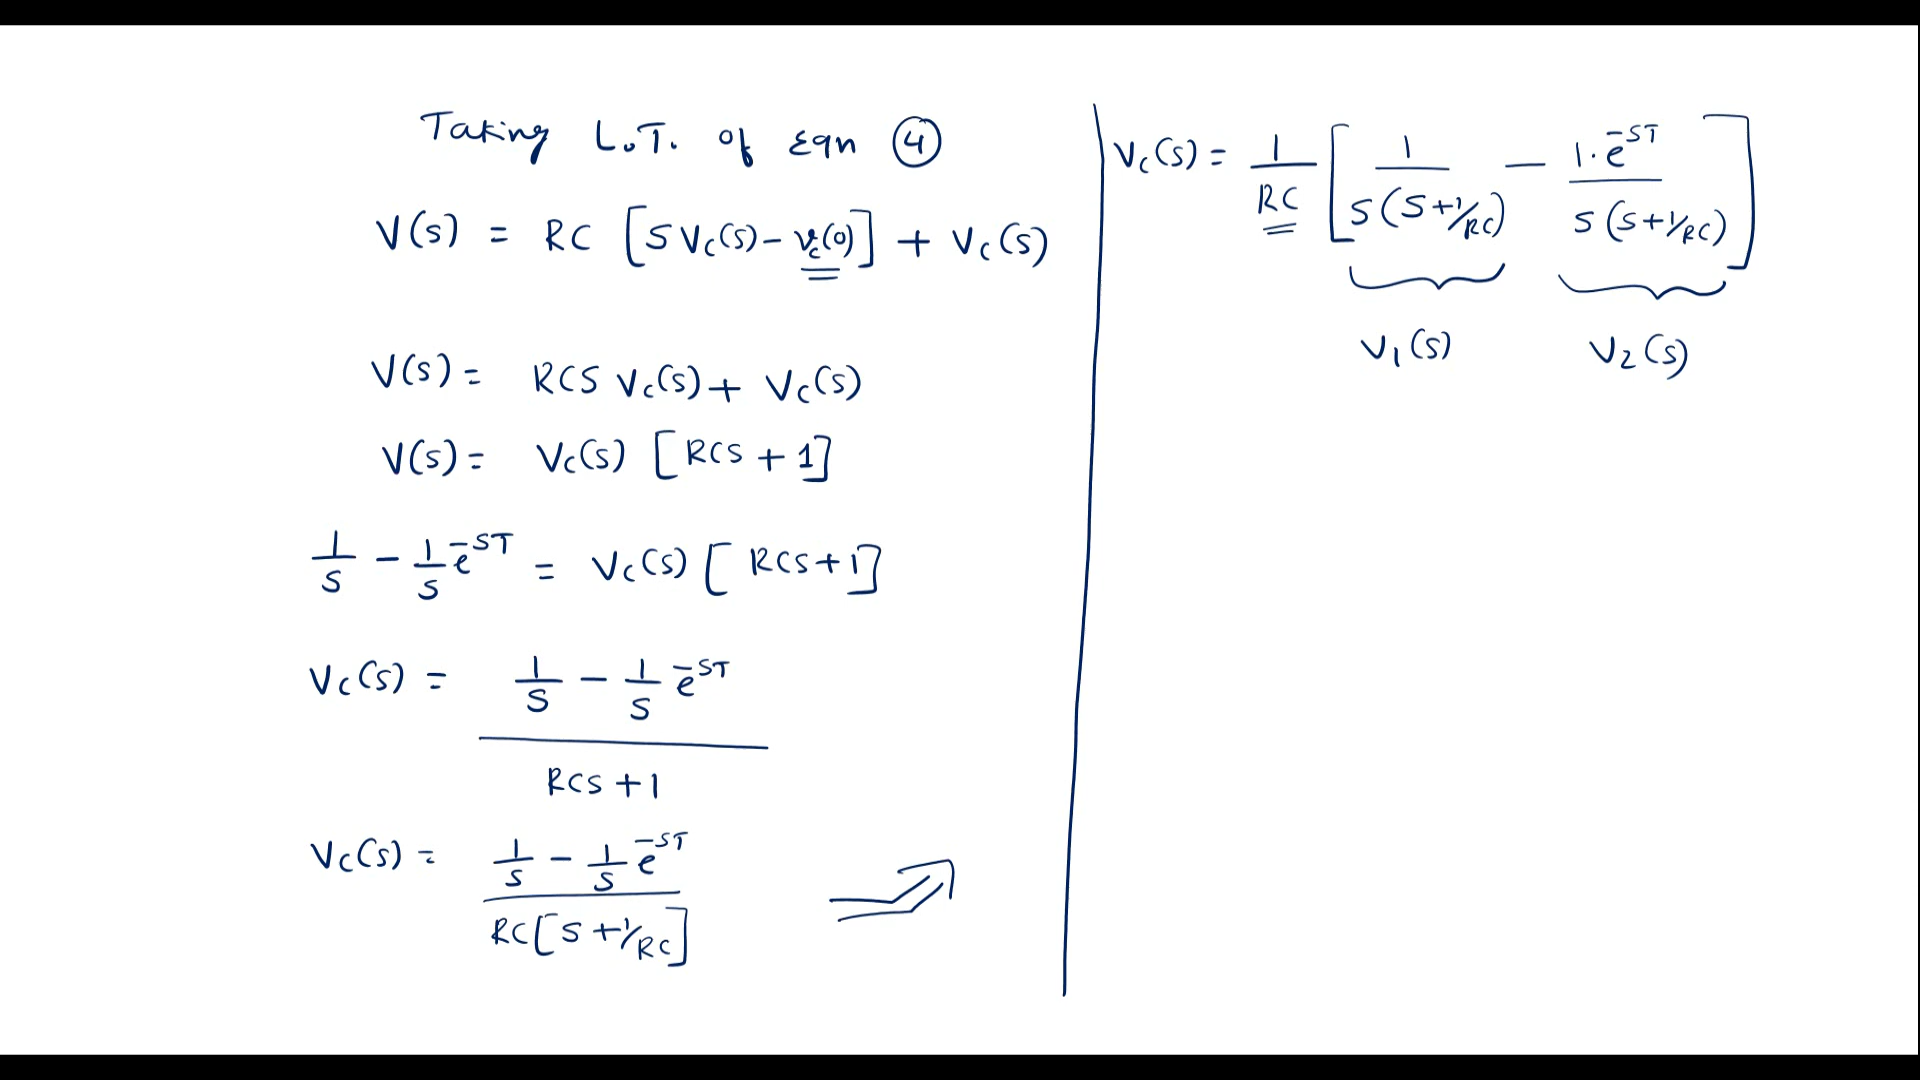 Taking L.T. of Eqn ④
V(s) = RC [S Vc(s) - vc(0)] + Vc(s)
V(s) = RCS Vc(s) + Vc(s)
V(s) = Vc(s) [RCS + 1]
1/s - 1/s e^-ST = Vc(s) [RCS + 1]
Vc(s) = 1/s - 1/s e^-ST
RCS + 1
Vc(s) = 1/s - 1/s e^-ST
RC[S + 1/RC]
Vc(s) = 1/RC [1/S(S + 1/RC) - 1·e^-ST/S(S + 1/RC)]
V1(s) V2(s)